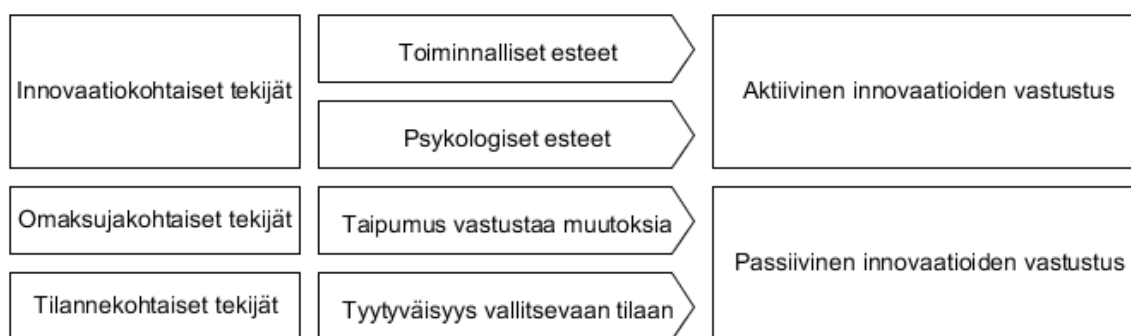 Innovaatiokohtaiset tekijät
Toiminnalliset esteet
Psykologiset esteet
Aktiivinen innovaatioiden vastustus
Omaksujakohtaiset tekijät
Taipumus vastustaa muutoksia
Tilannekohtaiset tekijät
Tyytyväisyys vallitsevaan tilaan
Passiivinen innovaatioiden vastustus